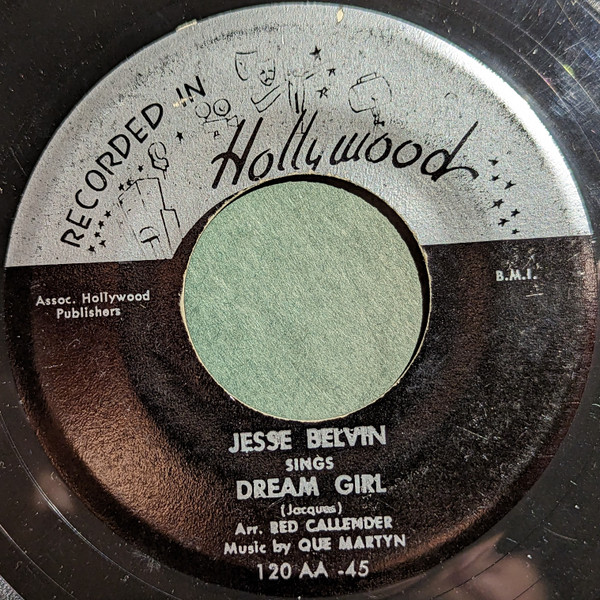 RECORDED IN
Hollywood
Assoc. Hollywood
Publishers
B.M.I.
JESSE BELVIN
SINGS
DREAM GIRL
(Jacques)
Arr. RED CALLENDER
Music by QUE MARTYN
120 AA -45